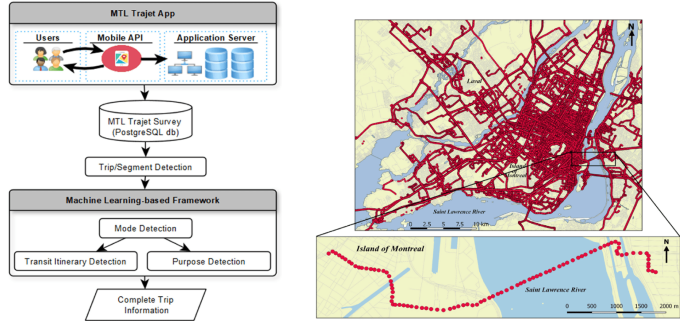 MTL Trajet App
Users
Mobile API
Application Server
MTL Trajet Survey
(PostgreSQL db)
Trip/Segment Detection
Machine Learning-based Framework
Mode Detection
Transit Itinerary Detection
Purpose Detection
Complete Trip
Information
N
Laval
Island of
Montreal
Saint Lawrence River
0 2.5 5 7.5 10 km
Island of Montreal
N
Saint Lawrence River
0 500 1000 1500 2000 m